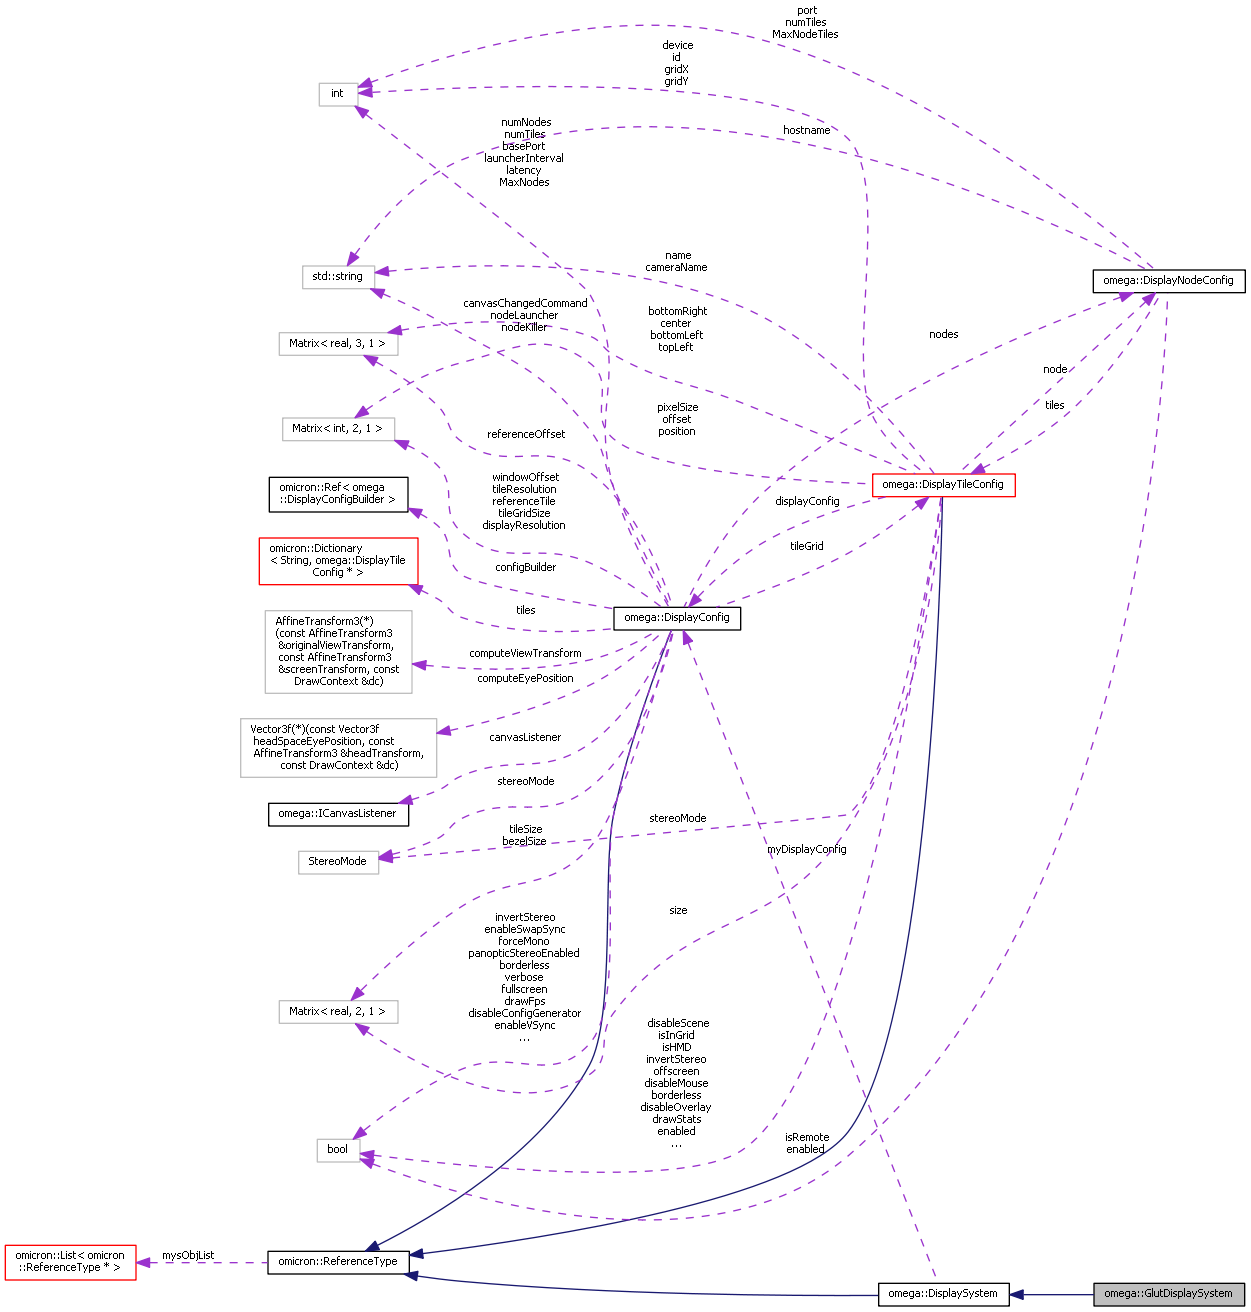 port
numTiles
MaxNodeTiles
device
id
gridX
gridY
int
numNodes
numTiles
basePort
launcherInterval
latency
MaxNodes
hostname
name
cameraName
std::string
omega::DisplayNodeConfig
canvasChangedCommand
nodeLauncher
nodeKiller
bottomRight
center
bottomLeft
topLeft
Matrix< real, 3, 1 >
nodes
node
tiles
pixelSize
offset
position
Matrix< int, 2, 1 >
referenceOffset
omega::DisplayTileConfig
omicron::Ref< omega
::DisplayConfigBuilder >
windowOffset
tileResolution
referenceTile
tileGridSize
displayResolution
displayConfig
tileGrid
omicron::Dictionary
< String, omega::DisplayTile
Config * >
configBuilder
tiles
omega::DisplayConfig
AffineTransform3(*)
(const AffineTransform3
&originalViewTransform,
const AffineTransform3
&screenTransform, const
DrawContext &dc)
computeViewTransform
computeEyePosition
Vector3f(*)(const Vector3f
headSpaceEyePosition, const
AffineTransform3 &headTransform,
const DrawContext &dc)
canvasListener
omega::ICanvasListener
stereoMode
stereoMode
tileSize
bezelSize
myDisplayConfig
StereoMode
size
invertStereo
enableSwapSync
forceMono
panopticStereoEnabled
borderless
verbose
fullscreen
drawFps
disableConfigGenerator
enableVSync
...
Matrix< real, 2, 1 >
disableScene
isInGrid
isHMD
invertStereo
offscreen
disableMouse
borderless
disableOverlay
drawStats
enabled
...
isRemote
enabled
bool
omicron::List< omicron
::ReferenceType * >
mysObjList
omicron::ReferenceType
omega::DisplaySystem
omega::GlutDisplaySystem